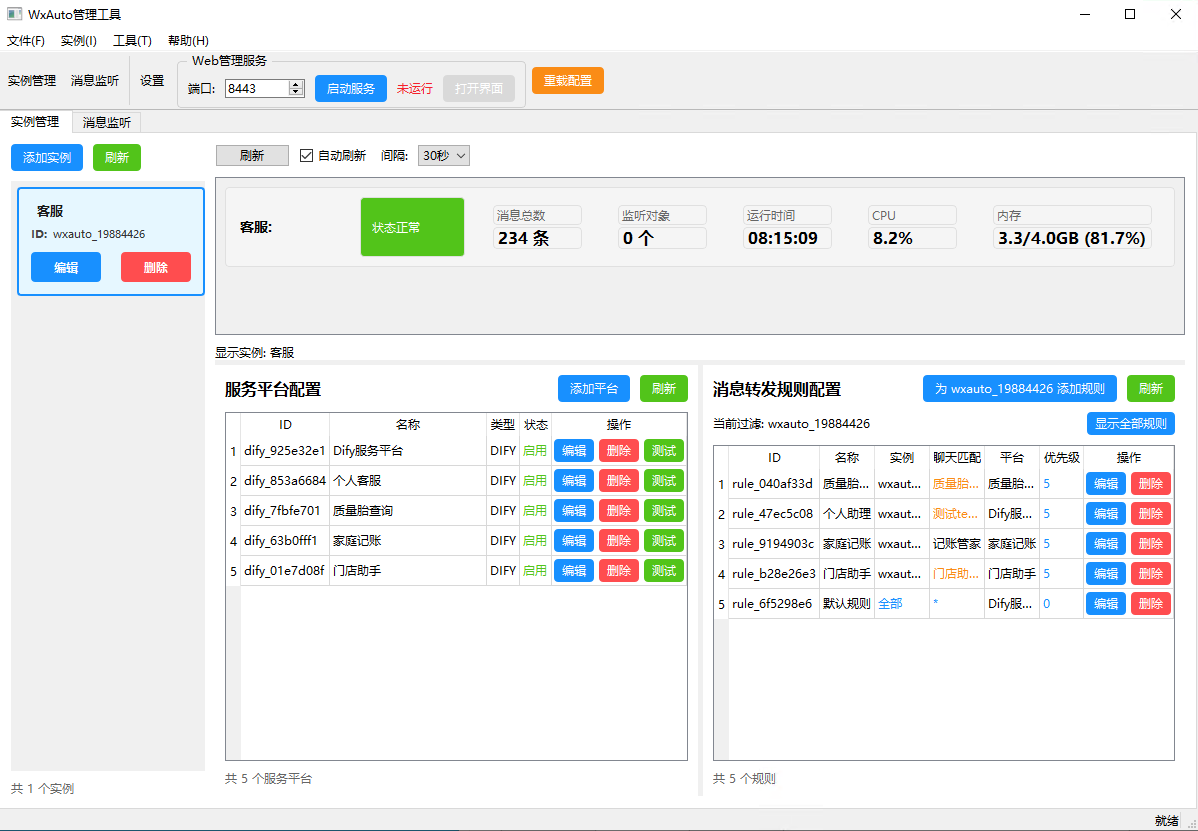 WxAuto管理工具
文件(F) 实例(I) 工具(T) 帮助(H)
实例管理 消息监听 设置
Web管理服务
端口: 8443 启动服务 未运行 打开界面 重载配置
实例管理 消息监听
添加实例 刷新
客服
ID: wxauto_19884426
编辑 删除
共 1 个实例
刷新 自动刷新 间隔: 30秒
客服: 状态正常
消息总数 监听对象 运行时间 CPU 内存
234 条 0 个 08:15:09 8.2% 3.3/4.0GB (81.7%)
显示实例: 客服
服务平台配置 添加平台 刷新
ID 名称 类型 状态 操作
1 dify_925e32e1 Dify服务平台 DIFY 启用 编辑 删除 测试
2 dify_853a6684 个人客服 DIFY 启用 编辑 删除 测试
3 dify_7fbfe701 质量胎查询 DIFY 启用 编辑 删除 测试
4 dify_63b0fff1 家庭记账 DIFY 启用 编辑 删除 测试
5 dify_01e7d08f 门店助手 DIFY 启用 编辑 删除 测试
共 5 个服务平台
消息转发规则配置 为 wxauto_19884426 添加规则 刷新
当前过滤: wxauto_19884426 显示全部规则
ID 名称 实例 聊天匹配 平台 优先级 操作
1 rule_040af33d 质量胎... wxaut... 质量胎... 质量胎... 5 编辑 删除
2 rule_47ec5c08 个人助理 wxaut... 测试te... Dify服... 5 编辑 删除
3 rule_9194903c 家庭记账 wxaut... 记账管家 家庭记账 5 编辑 删除
4 rule_b28e26e3 门店助手 wxaut... 门店助... 门店助手 5 编辑 删除
5 rule_6f5298e6 默认规则 全部 * Dify服... 0 编辑 删除
共 5 个规则
就绪